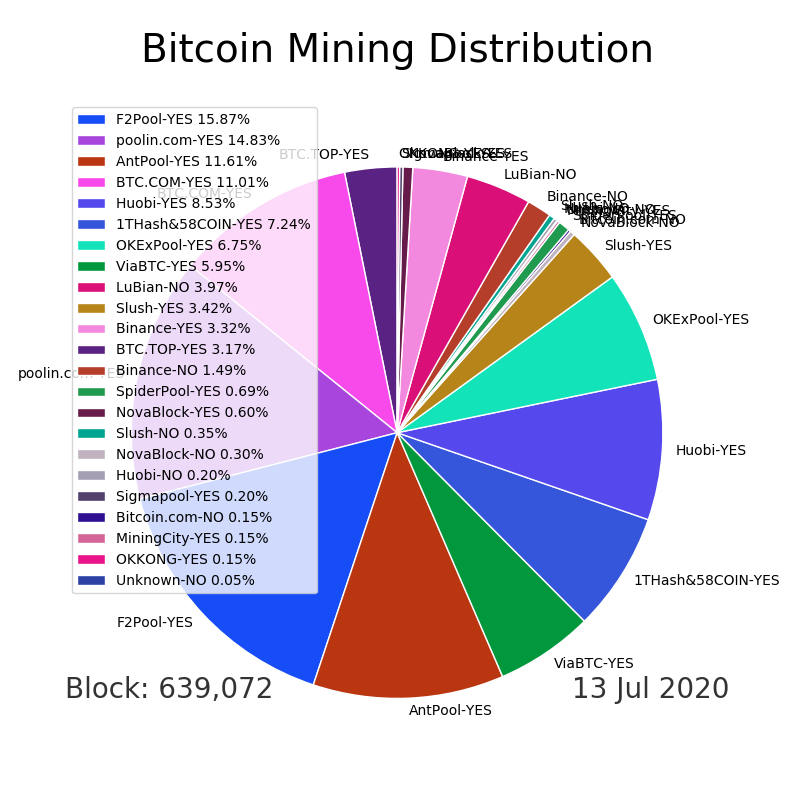 Bitcoin Mining Distribution
F2Pool-YES 15.87%
poolin.com-YES 14.83%
AntPool-YES 11.61%
BTC.COM-YES 11.01%
Huobi-YES 8.53%
1THash&58COIN-YES 7.24%
OKExPool-YES 6.75%
ViaBTC-YES 5.95%
LuBian-NO 3.97%
Slush-YES 3.42%
Binance-YES 3.32%
BTC.TOP-YES 3.17%
Binance-NO 1.49%
SpiderPool-YES 0.69%
NovaBlock-YES 0.60%
Slush-NO 0.35%
NovaBlock-NO 0.30%
Huobi-NO 0.20%
Sigmapool-YES 0.20%
Bitcoin.com-NO 0.15%
MiningCity-YES 0.15%
OKKONG-YES 0.15%
Unknown-NO 0.05%
BTC.TOP-YES
BTC.COM-YES
F2Pool-YES
AntPool-YES
ViaBTC-YES
1THash&58COIN-YES
Huobi-YES
OKExPool-YES
Slush-YES
NovaBlock-NO
Binance-NO
LuBian-NO
Binance-YES
Block: 639,072
13 Jul 2020